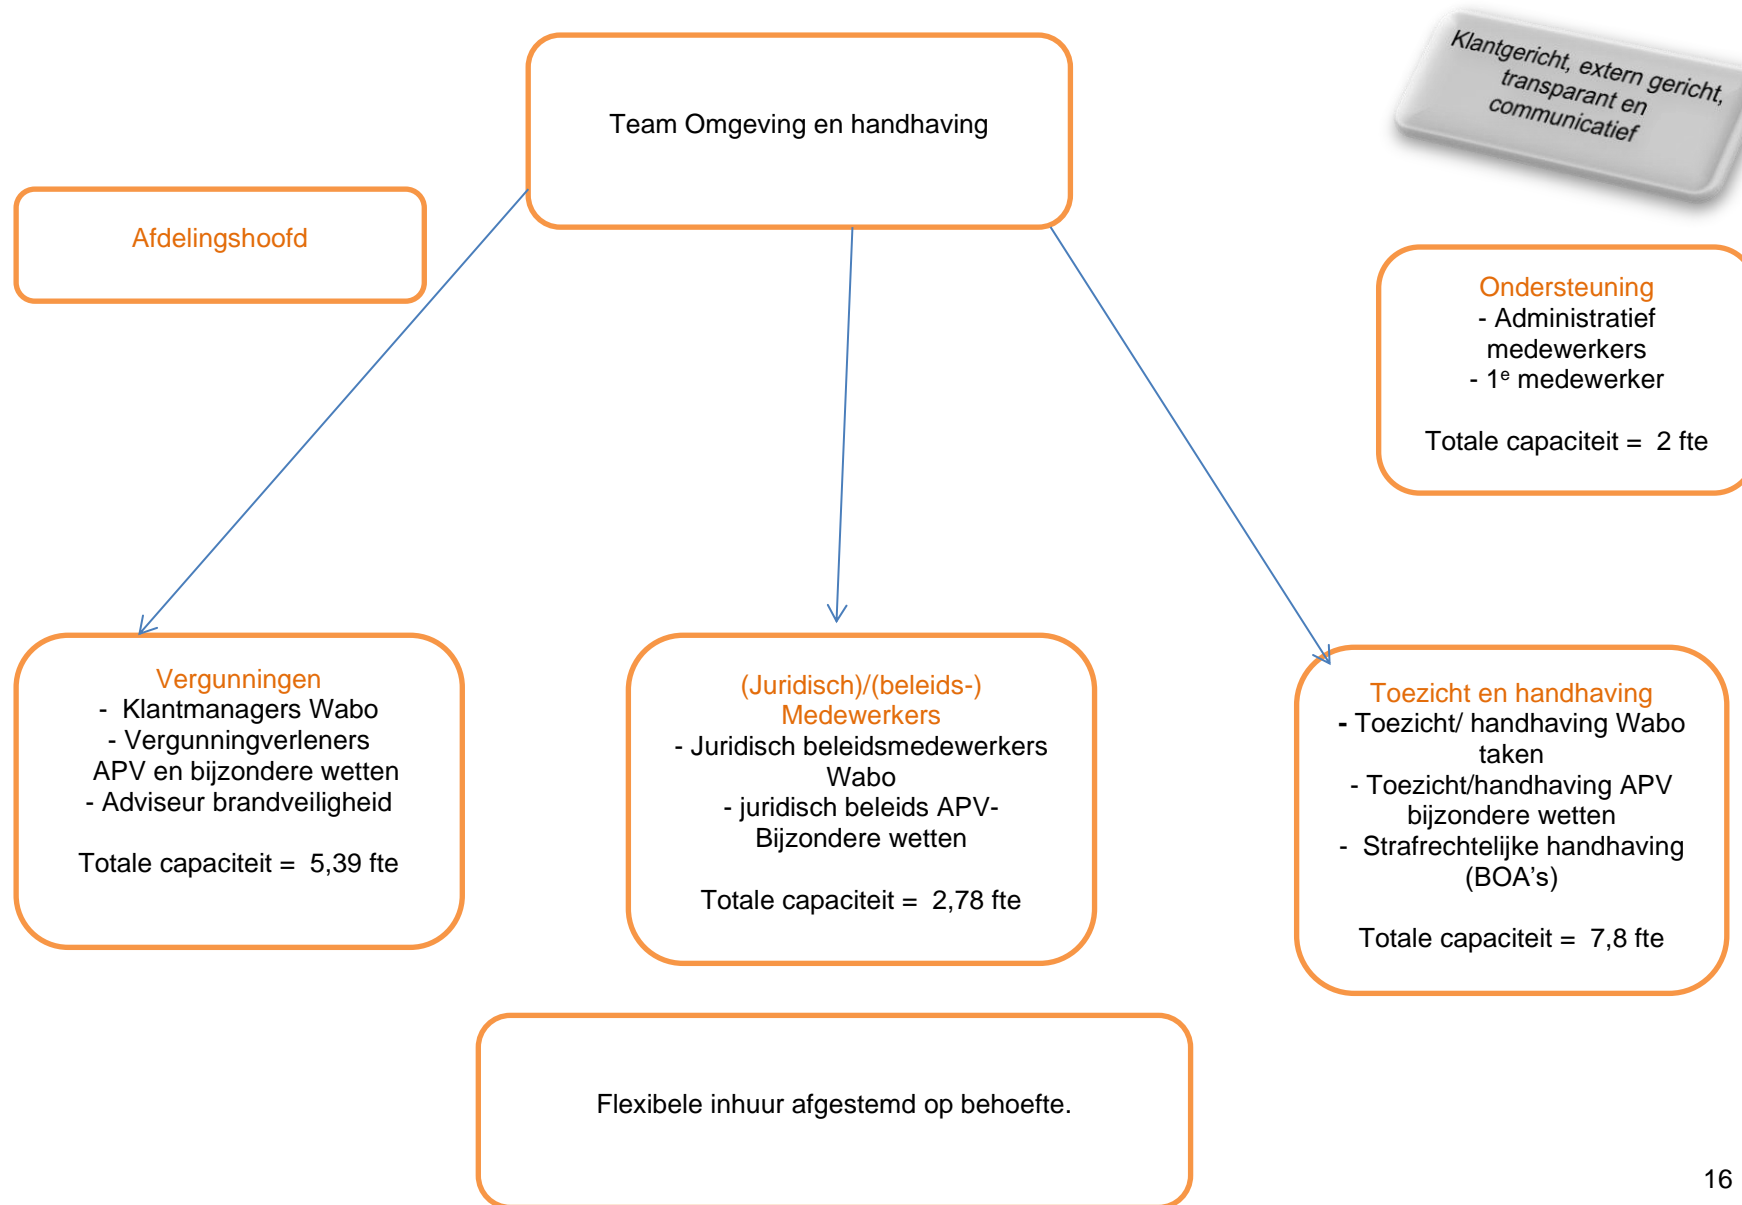 Team Omgeving en handhaving
Klantgericht, extern gericht,
transparant en
communicatief
Afdelingshoofd
Ondersteuning
- Administratief
medewerkers
- 1e medewerker
Totale capaciteit = 2 fte
Vergunningen
- Klantmanagers Wabo
- Vergunningverleners
APV en bijzondere wetten
- Adviseur brandveiligheid
Totale capaciteit = 5,39 fte
(Juridisch)/(beleids-)
Medewerkers
- Juridisch beleidsmedewerkers
Wabo
- juridisch beleids APV-
Bijzondere wetten
Totale capaciteit = 2,78 fte
Toezicht en handhaving
- Toezicht/ handhaving Wabo
taken
- Toezicht/handhaving APV
bijzondere wetten
- Strafrechtelijke handhaving
(BOA’s)
Totale capaciteit = 7,8 fte
Flexibele inhuur afgestemd op behoefte.
16